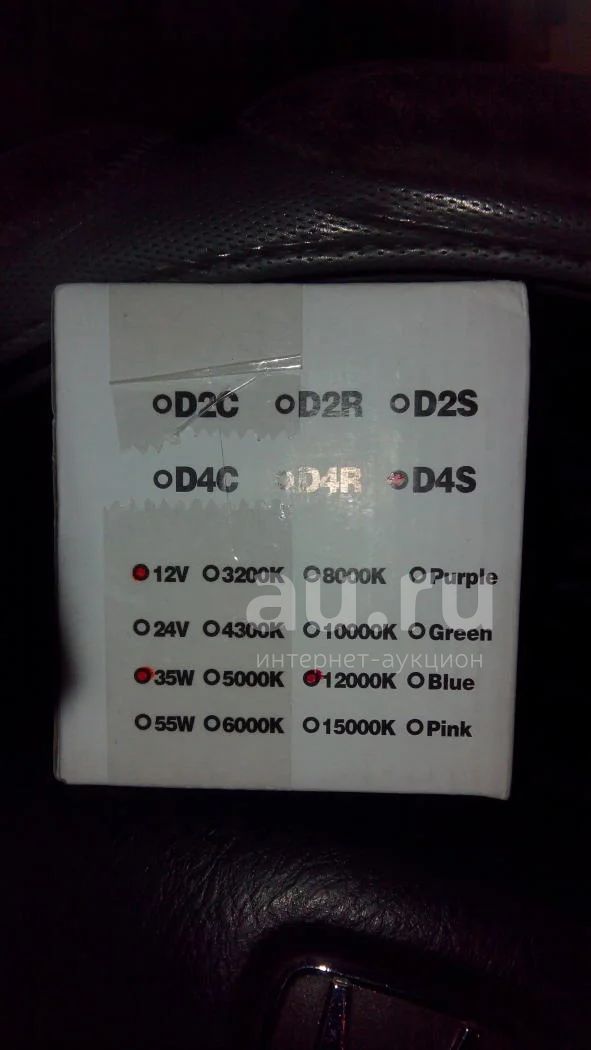 D2C D2R D2S
D4C D4R D4S
12V 3200K 8000K Purple
24V 4300K 10000K Green
35W 5000K 12000K Blue
55W 6000K 15000K Pink
au.ru
интернет-аукцион